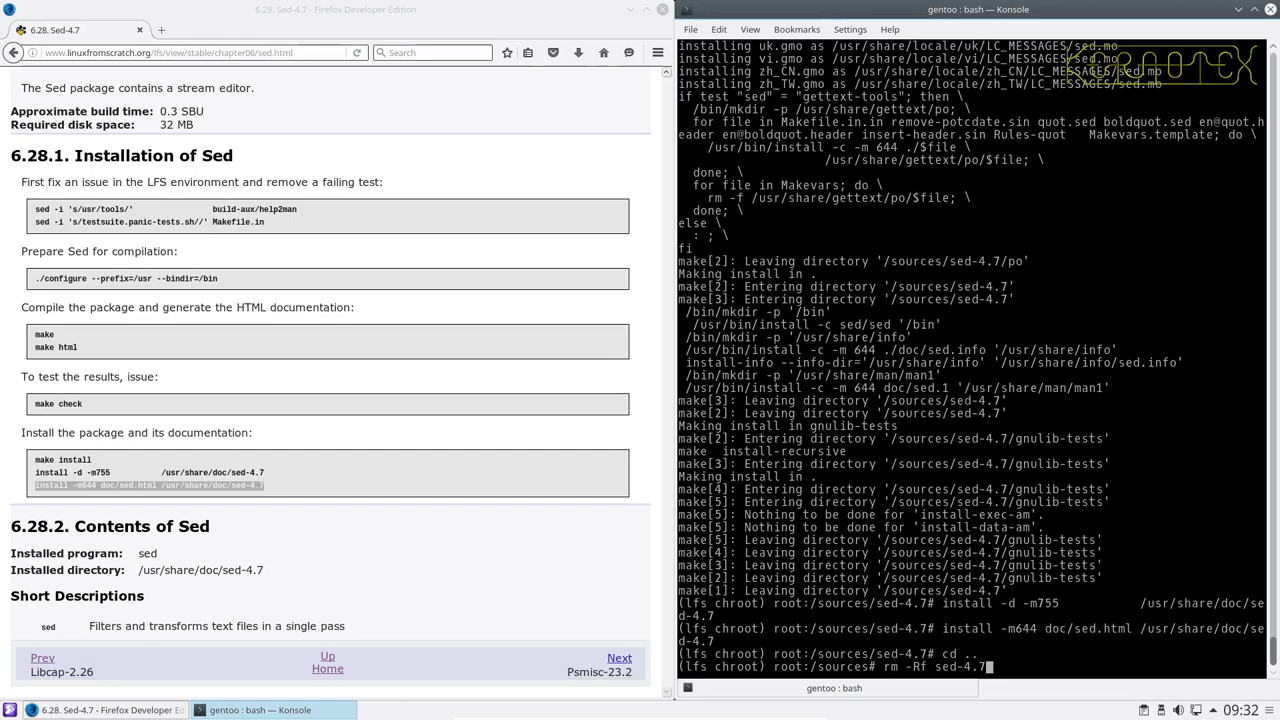 6.28. Sed-4.7 - Firefox Developer Edition
6.28. Sed-4.7
www.linuxfromscratch.org/lfs/view/stable/chapter06/sed.html
Search
The Sed package contains a stream editor.
Approximate build time: 0.3 SBU
Required disk space: 32 MB
6.28.1. Installation of Sed
First fix an issue in the LFS environment and remove a failing test:
sed -i 's/usr/tools/' build-aux/help2man
sed -i 's/testsuite.panic-tests.sh//' Makefile.in
Prepare Sed for compilation:
./configure --prefix=/usr --bindir=/bin
Compile the package and generate the HTML documentation:
make
make html
To test the results, issue:
make check
Install the package and its documentation:
make install
install -d -m755 /usr/share/doc/sed-4.7
install -m644 doc/sed.html /usr/share/doc/sed-4.7
6.28.2. Contents of Sed
Installed program: sed
Installed directory: /usr/share/doc/sed-4.7
Short Descriptions
sed Filters and transforms text files in a single pass
Prev Up Next
Libcap-2.26 Home Psmisc-23.2
gentoo : bash — Konsole
File Edit View Bookmarks Settings Help
installing uk.gmo as /usr/share/locale/uk/LC_MESSAGES/sed.mo
installing vi.gmo as /usr/share/locale/vi/LC_MESSAGES/sed.mo
installing zh_CN.gmo as /usr/share/locale/zh_CN/LC_MESSAGES/sed.mo
installing zh_TW.gmo as /usr/share/locale/zh_TW/LC_MESSAGES/sed.mo
if test "sed" = "gettext-tools"; then \
/bin/mkdir -p /usr/share/gettext/po; \
for file in Makefile.in.in remove-potcdate.sin quot.sed boldquot.sed en@quot.h
eader en@boldquot.header insert-header.sin Rules-quot Makevars.template; do \
/usr/bin/install -c -m 644 ./$file \
/usr/share/gettext/po/$file; \
done; \
for file in Makevars; do \
rm -f /usr/share/gettext/po/$file; \
done; \
else \
: ; \
fi
make[2]: Leaving directory '/sources/sed-4.7/po'
Making install in .
make[2]: Entering directory '/sources/sed-4.7'
make[3]: Entering directory '/sources/sed-4.7'
/bin/mkdir -p '/bin'
/usr/bin/install -c sed/sed '/bin'
/bin/mkdir -p '/usr/share/info'
/usr/bin/install -c -m 644 ./doc/sed.info '/usr/share/info'
install-info --info-dir='/usr/share/info' '/usr/share/info/sed.info'
/bin/mkdir -p '/usr/share/man/man1'
/usr/bin/install -c -m 644 doc/sed.1 '/usr/share/man/man1'
make[3]: Leaving directory '/sources/sed-4.7'
make[2]: Leaving directory '/sources/sed-4.7'
Making install in gnulib-tests
make[2]: Entering directory '/sources/sed-4.7/gnulib-tests'
make install-recursive
make[3]: Entering directory '/sources/sed-4.7/gnulib-tests'
Making install in .
make[4]: Entering directory '/sources/sed-4.7/gnulib-tests'
make[5]: Entering directory '/sources/sed-4.7/gnulib-tests'
make[5]: Nothing to be done for 'install-exec-am'.
make[5]: Nothing to be done for 'install-data-am'.
make[5]: Leaving directory '/sources/sed-4.7/gnulib-tests'
make[4]: Leaving directory '/sources/sed-4.7/gnulib-tests'
make[3]: Leaving directory '/sources/sed-4.7/gnulib-tests'
make[2]: Leaving directory '/sources/sed-4.7/gnulib-tests'
make[1]: Leaving directory '/sources/sed-4.7'
(lfs chroot) root:/sources/sed-4.7# install -d -m755 /usr/share/doc/se
d-4.7
(lfs chroot) root:/sources/sed-4.7# install -m644 doc/sed.html /usr/share/doc/se
d-4.7
(lfs chroot) root:/sources/sed-4.7# cd ..
(lfs chroot) root:/sources# rm -Rf sed-4.7
gentoo : bash
6.28. Sed-4.7 - Firefox Developer Ed
gentoo : bash — Konsole
09:32